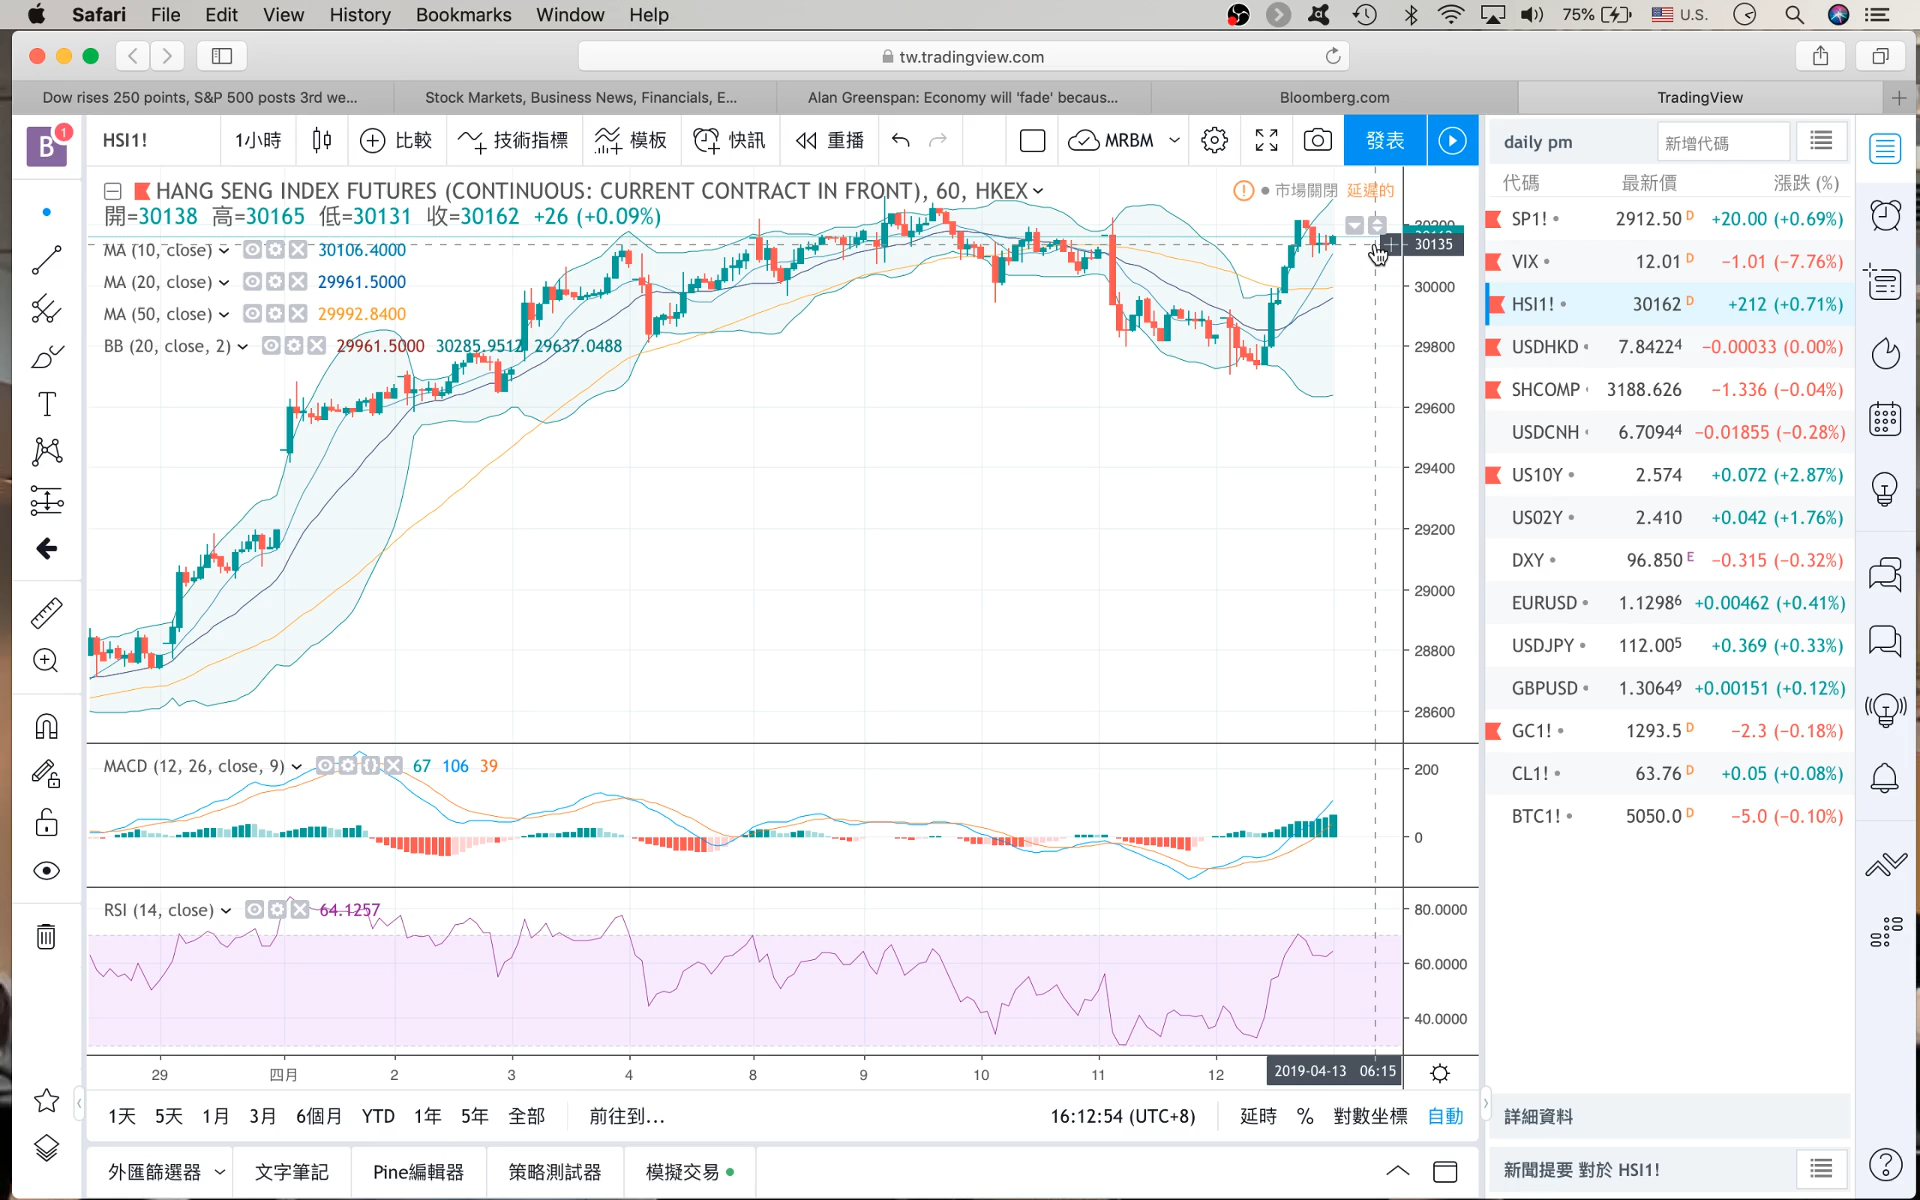 Safari File Edit View History Bookmarks Window Help 75% U.S.
tw.tradingview.com
Dow rises 250 points, S&P 500 posts 3rd we... Stock Markets, Business News, Financials, E... Alan Greenspan: Economy will 'fade' becaus... Bloomberg.com TradingView
B 1 HSI1! 1小時 比較 技術指標 模板 快訊 重播 MRBM 發表
HANG SENG INDEX FUTURES (CONTINUOUS: CURRENT CONTRACT IN FRONT), 60, HKEX 市場關閉 延遲的
開=30138 高=30165 低=30131 收=30162 +26 (+0.09%)
MA (10, close) 30106.4000
MA (20, close) 29961.5000
MA (50, close) 29992.8400
BB (20, close, 2) 29961.5000 30285.9512 29637.0488
30135
30000
29800
29600
29400
29200
29000
28800
28600
MACD (12, 26, close, 9) 67 106 39
200
0
RSI (14, close) 64.1257
80.0000
60.0000
40.0000
29 四月 2 3 4 8 9 10 11 12 2019-04-13 06:15
1天 5天 1月 3月 6個月 YTD 1年 5年 全部 前往到... 16:12:54 (UTC+8) 延時 % 對數坐標 自動
外匯篩選器 文字筆記 Pine編輯器 策略測試器 模擬交易
daily pm 新增代碼
代碼 最新價 漲跌 (%)
SP1! 2912.50 D +20.00 (+0.69%)
VIX 12.01 D −1.01 (−7.76%)
HSI1! 30162 D +212 (+0.71%)
USDHKD 7.84224 −0.00033 (0.00%)
SHCOMP 3188.626 −1.336 (−0.04%)
USDCNH 6.70944 −0.01855 (−0.28%)
US10Y 2.574 +0.072 (+2.87%)
US02Y 2.410 +0.042 (+1.76%)
DXY 96.850 E −0.315 (−0.32%)
EURUSD 1.12986 +0.00462 (+0.41%)
USDJPY 112.005 +0.369 (+0.33%)
GBPUSD 1.30649 +0.00151 (+0.12%)
GC1! 1293.5 D −2.3 (−0.18%)
CL1! 63.76 D +0.05 (+0.08%)
BTC1! 5050.0 D −5.0 (−0.10%)
詳細資料
新聞提要 對於 HSI1!